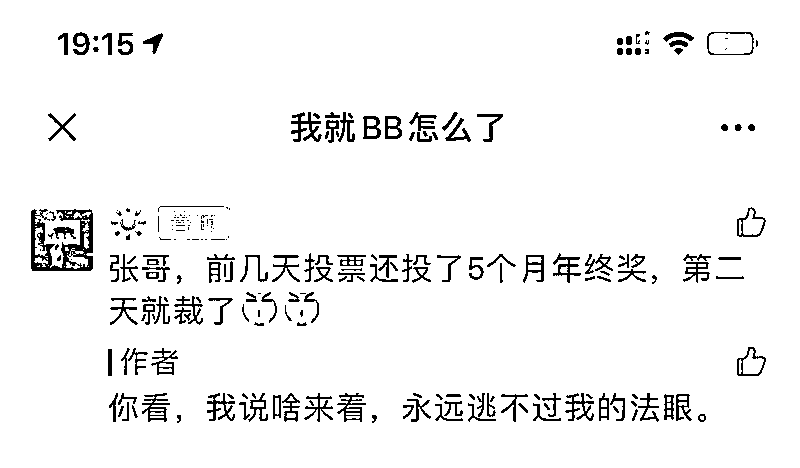 19:15
我就BB怎么了
张哥，前几天投票还投了5个月年终奖，第二
天就裁了
作者
你看，我说啥来着，永远逃不过我的法眼。